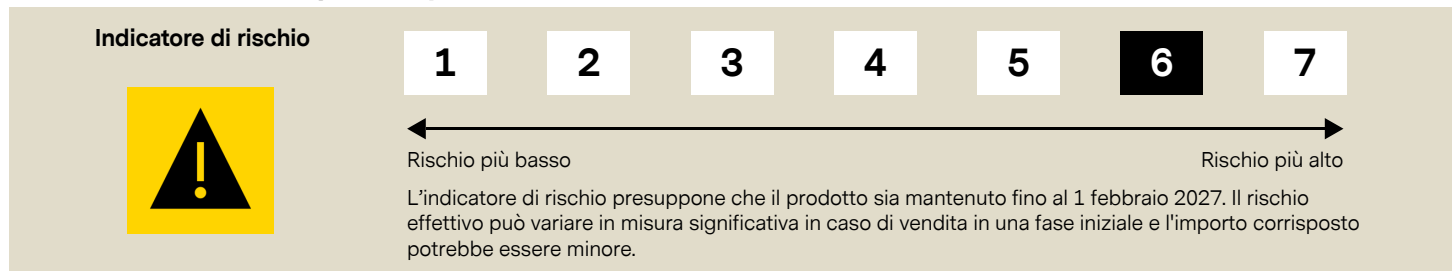 Indicatore di rischio
1 2 3 4 5 6 7
Rischio più basso Rischio più alto
L'indicatore di rischio presuppone che il prodotto sia mantenuto fino al 1 febbraio 2027. Il rischio
effettivo può variare in misura significativa in caso di vendita in una fase iniziale e l'importo corrisposto
potrebbe essere minore.